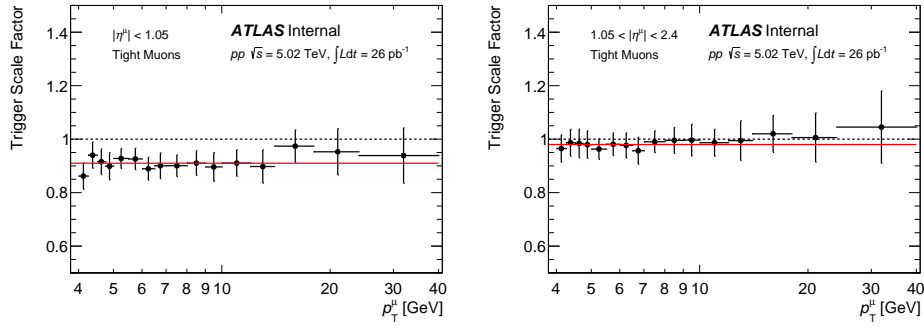 Trigger Scale Factor
1.4
1.2
1
0.8
0.6
|η^μ| < 1.05
Tight Muons
ATLAS Internal
pp √s = 5.02 TeV, ∫Ldt = 26 pb⁻¹
4 5 6 7 8 9 10 20 30 40
p_T^μ [GeV]
Trigger Scale Factor
1.4
1.2
1
0.8
0.6
1.05 < |η^μ| < 2.4
Tight Muons
ATLAS Internal
pp √s = 5.02 TeV, ∫Ldt = 26 pb⁻¹
4 5 6 7 8 9 10 20 30 40
p_T^μ [GeV]